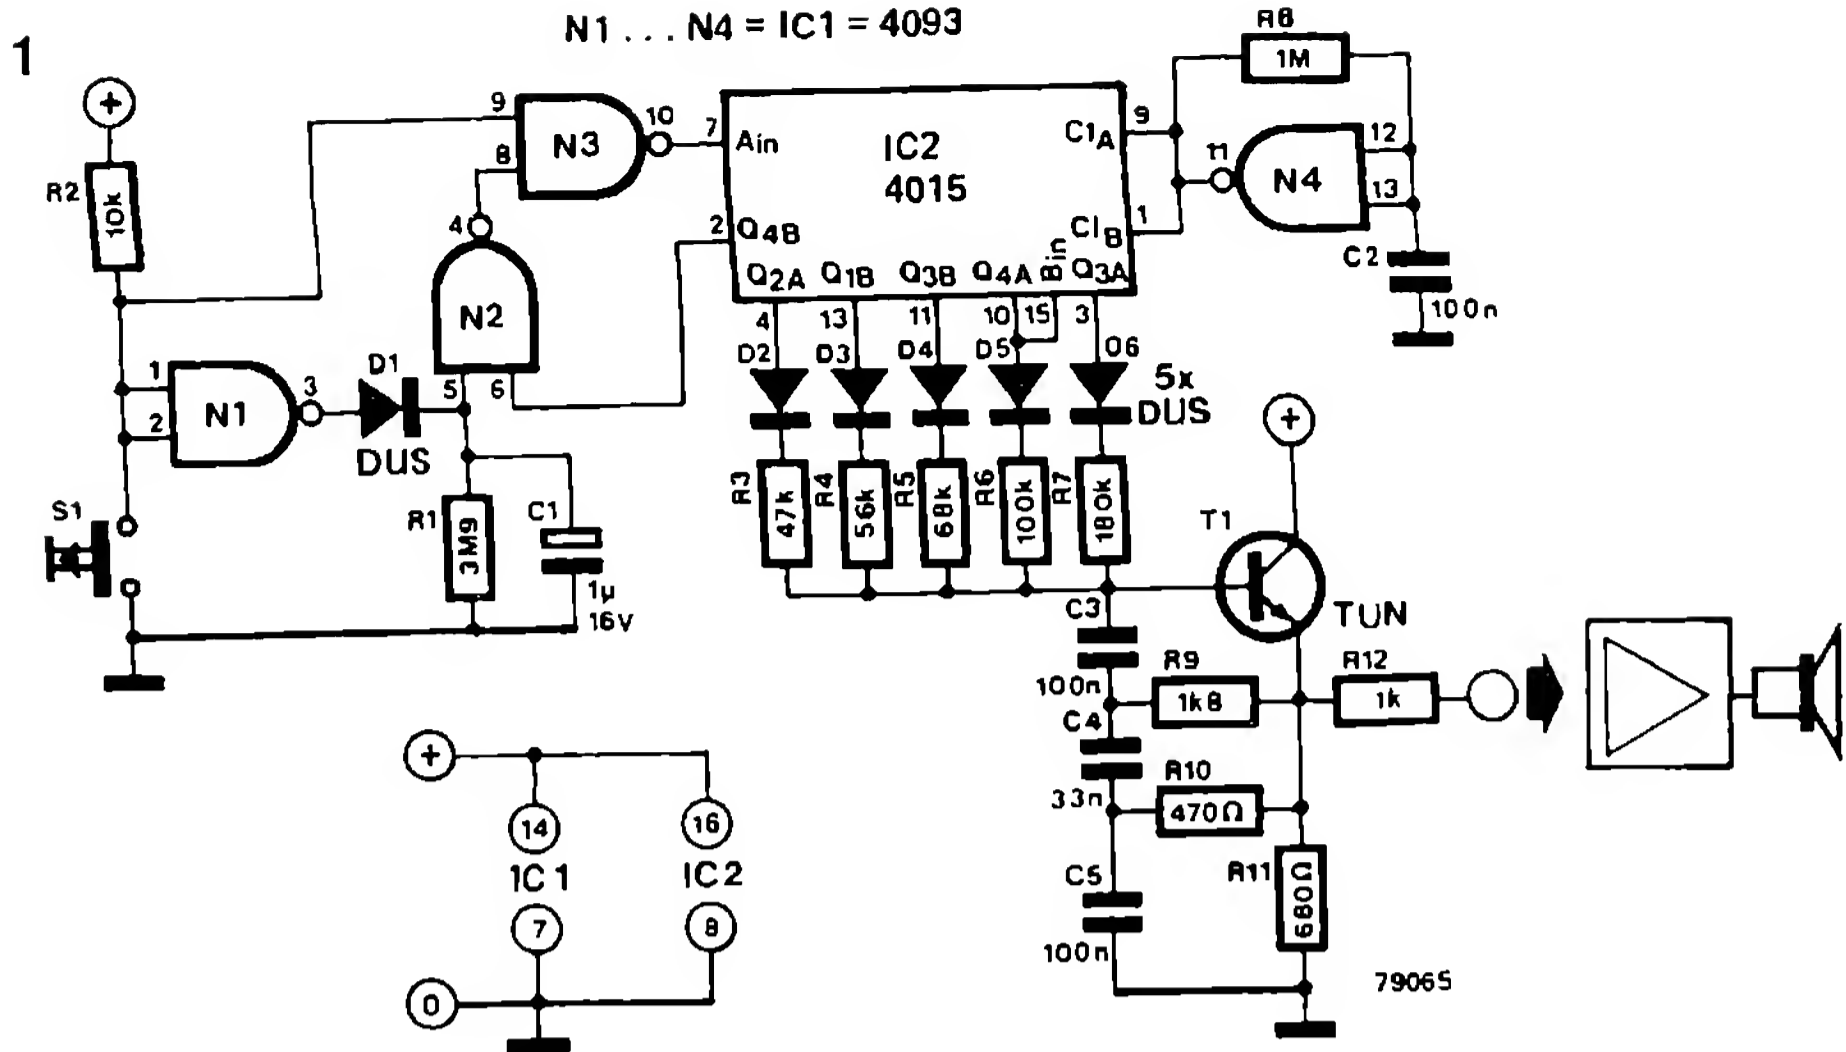 1
N1 ... N4 = IC1 = 4093
R8
1M
+
R2
10k
9
8
N3
10
7
Ain
IC2
4015
C1A
9
11
N4
12
13
4
2
Q4B
ClB
1
C2
100n
N2
Q2A
Q1B
Q3B
Q4A
Bin
Q3A
4
13
11
10
15
3
1
2
N1
3
D1
DUS
5
6
D2
D3
D4
D5
D6
5x
DUS
+
S1
R1
3M9
C1
1µ
16V
R3
47k
R4
56k
R5
68k
R6
100k
R7
180k
T1
TUN
C3
100n
R9
1k8
R12
1k
C4
33n
R10
470Ω
R11
680Ω
C5
100n
+
14
16
IC1
IC2
7
8
0
79065